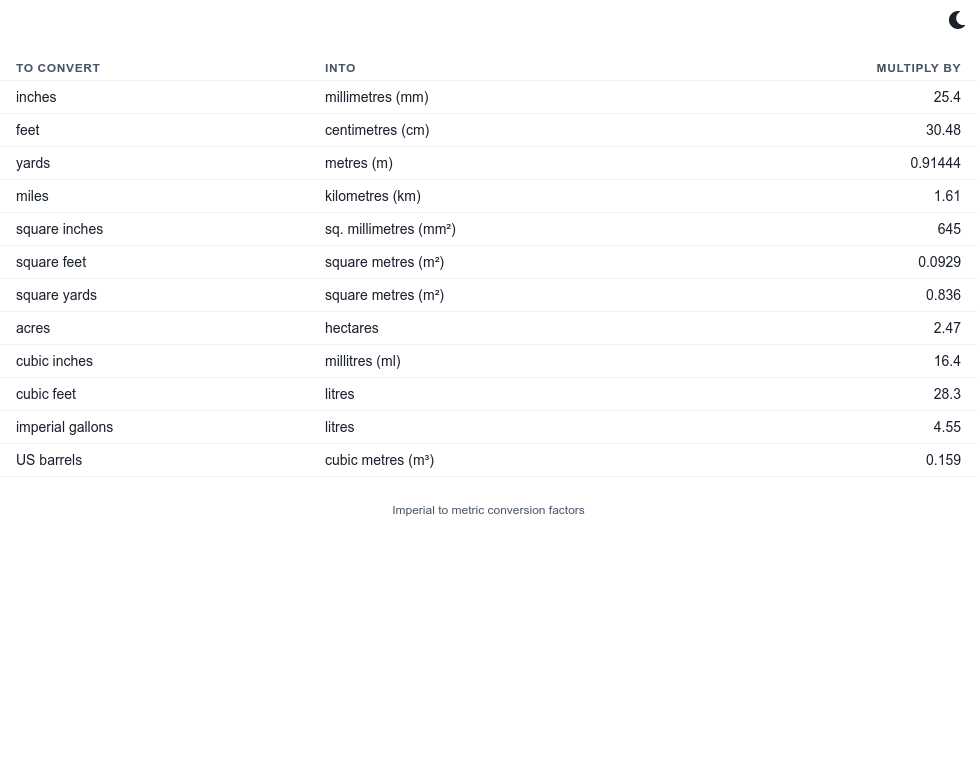 TO CONVERT INTO MULTIPLY BY
inches millimetres (mm) 25.4
feet centimetres (cm) 30.48
yards metres (m) 0.91444
miles kilometres (km) 1.61
square inches sq. millimetres (mm²) 645
square feet square metres (m²) 0.0929
square yards square metres (m²) 0.836
acres hectares 2.47
cubic inches millitres (ml) 16.4
cubic feet litres 28.3
imperial gallons litres 4.55
US barrels cubic metres (m³) 0.159
Imperial to metric conversion factors